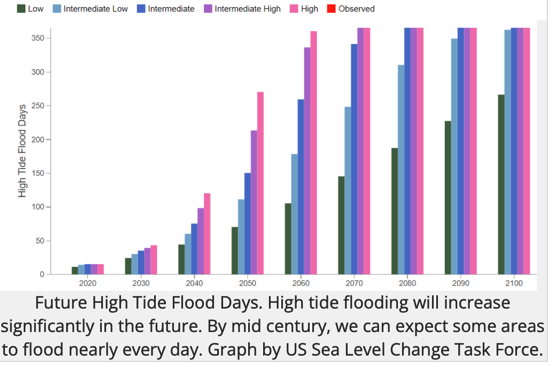 Low Intermediate Low Intermediate Intermediate High High Observed
High Tide Flood Days
350
300
250
200
150
100
50
0
2020 2030 2040 2050 2060 2070 2080 2090 2100
Future High Tide Flood Days. High tide flooding will increase
significantly in the future. By mid century, we can expect some areas
to flood nearly every day. Graph by US Sea Level Change Task Force.